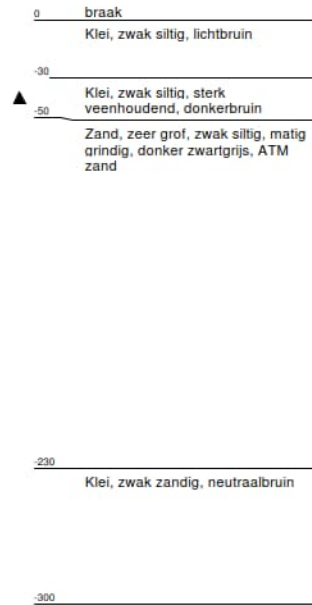 0 braak
Klei, zwak siltig, lichtbruin
-30
Klei, zwak siltig, sterk
veenhoudend, donkerbruin
-50
Zand, zeer grof, zwak siltig, matig
grindig, donker zwartgrijs, ATM
zand
-230
Klei, zwak zandig, neutraalbruin
-300